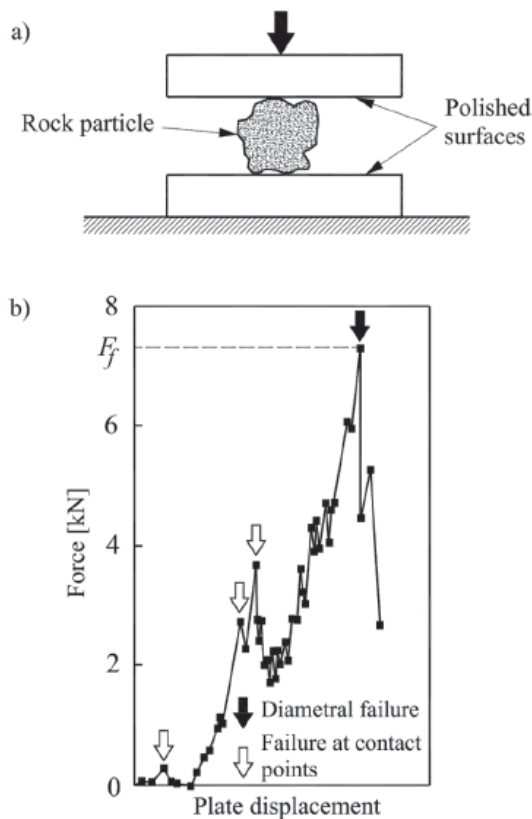 a)
Rock particle
Polished
surfaces
b)
8
F_f
6
4
2
0
Force [kN]
Diametral failure
Failure at contact
points
Plate displacement